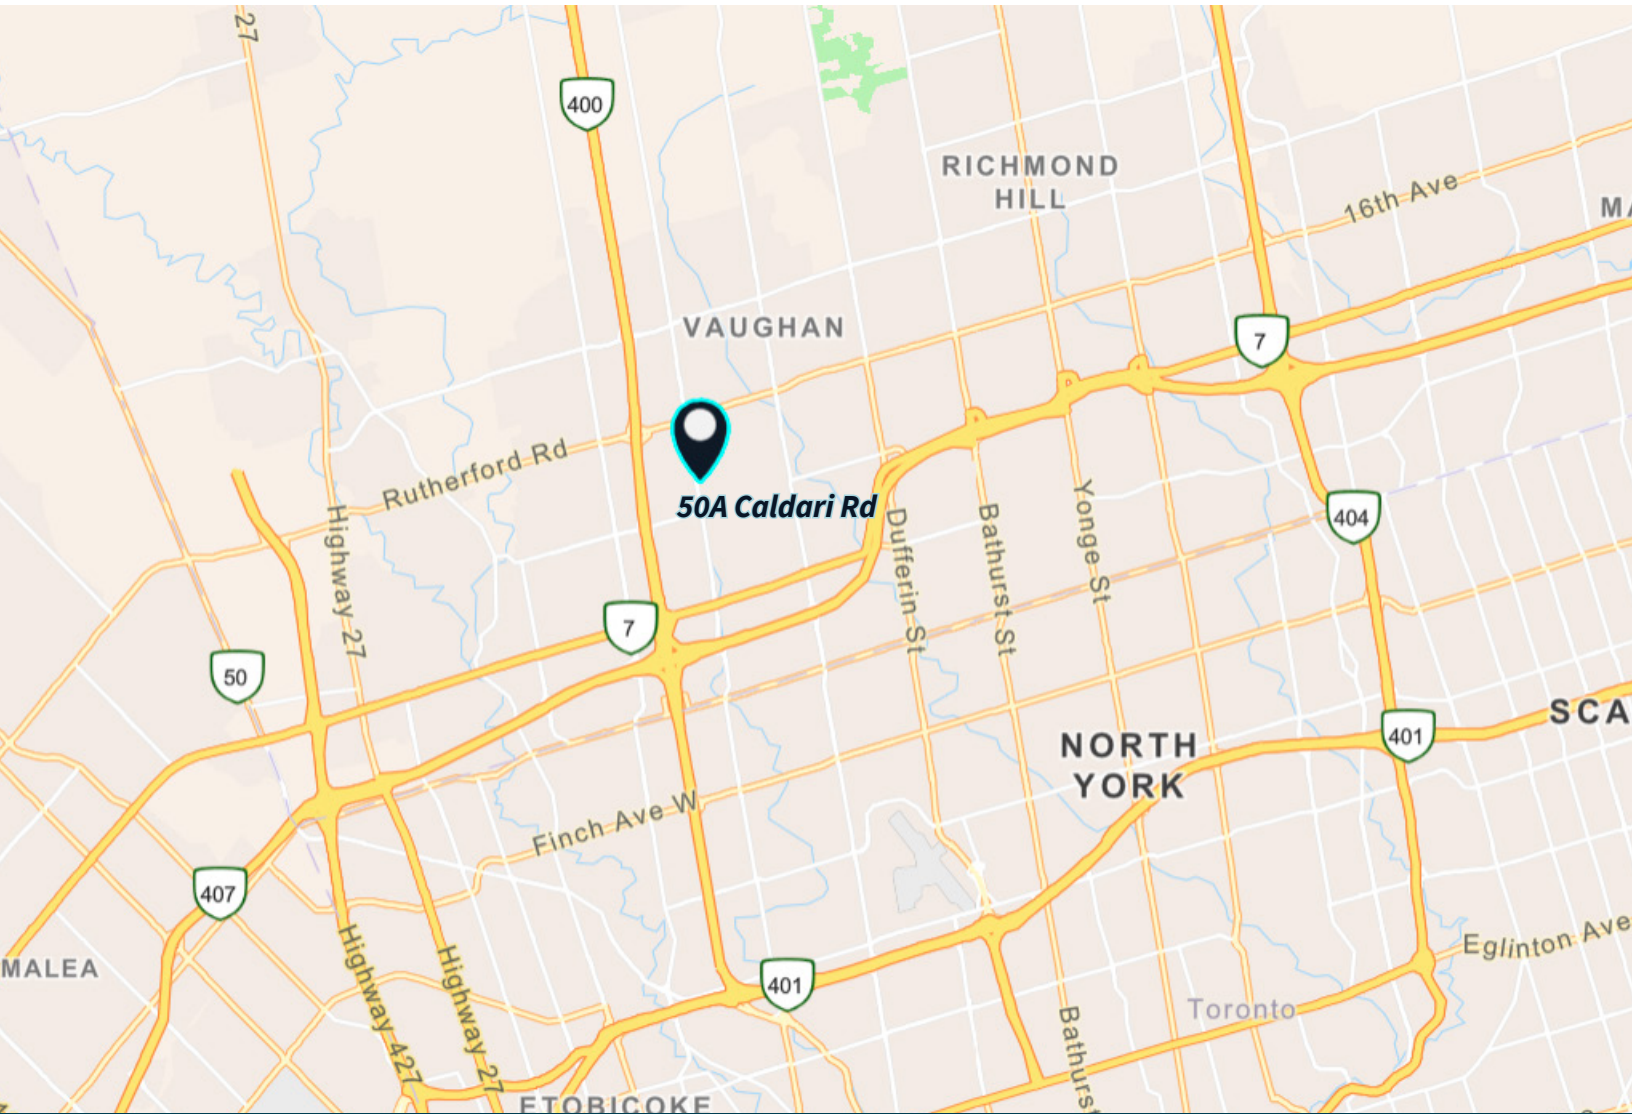 27
400
RICHMOND
HILL
16th Ave
MA
VAUGHAN
7
Rutherford Rd
50A Caldari Rd
404
Highway 27
Dufferin St
Bathurst St
Yonge St
7
50
SCA
401
NORTH
YORK
Finch Ave W
407
Highway 427
Highway 27
401
MALEA
Eglinton Ave
Toronto
Bathurst
ETOBICOKE